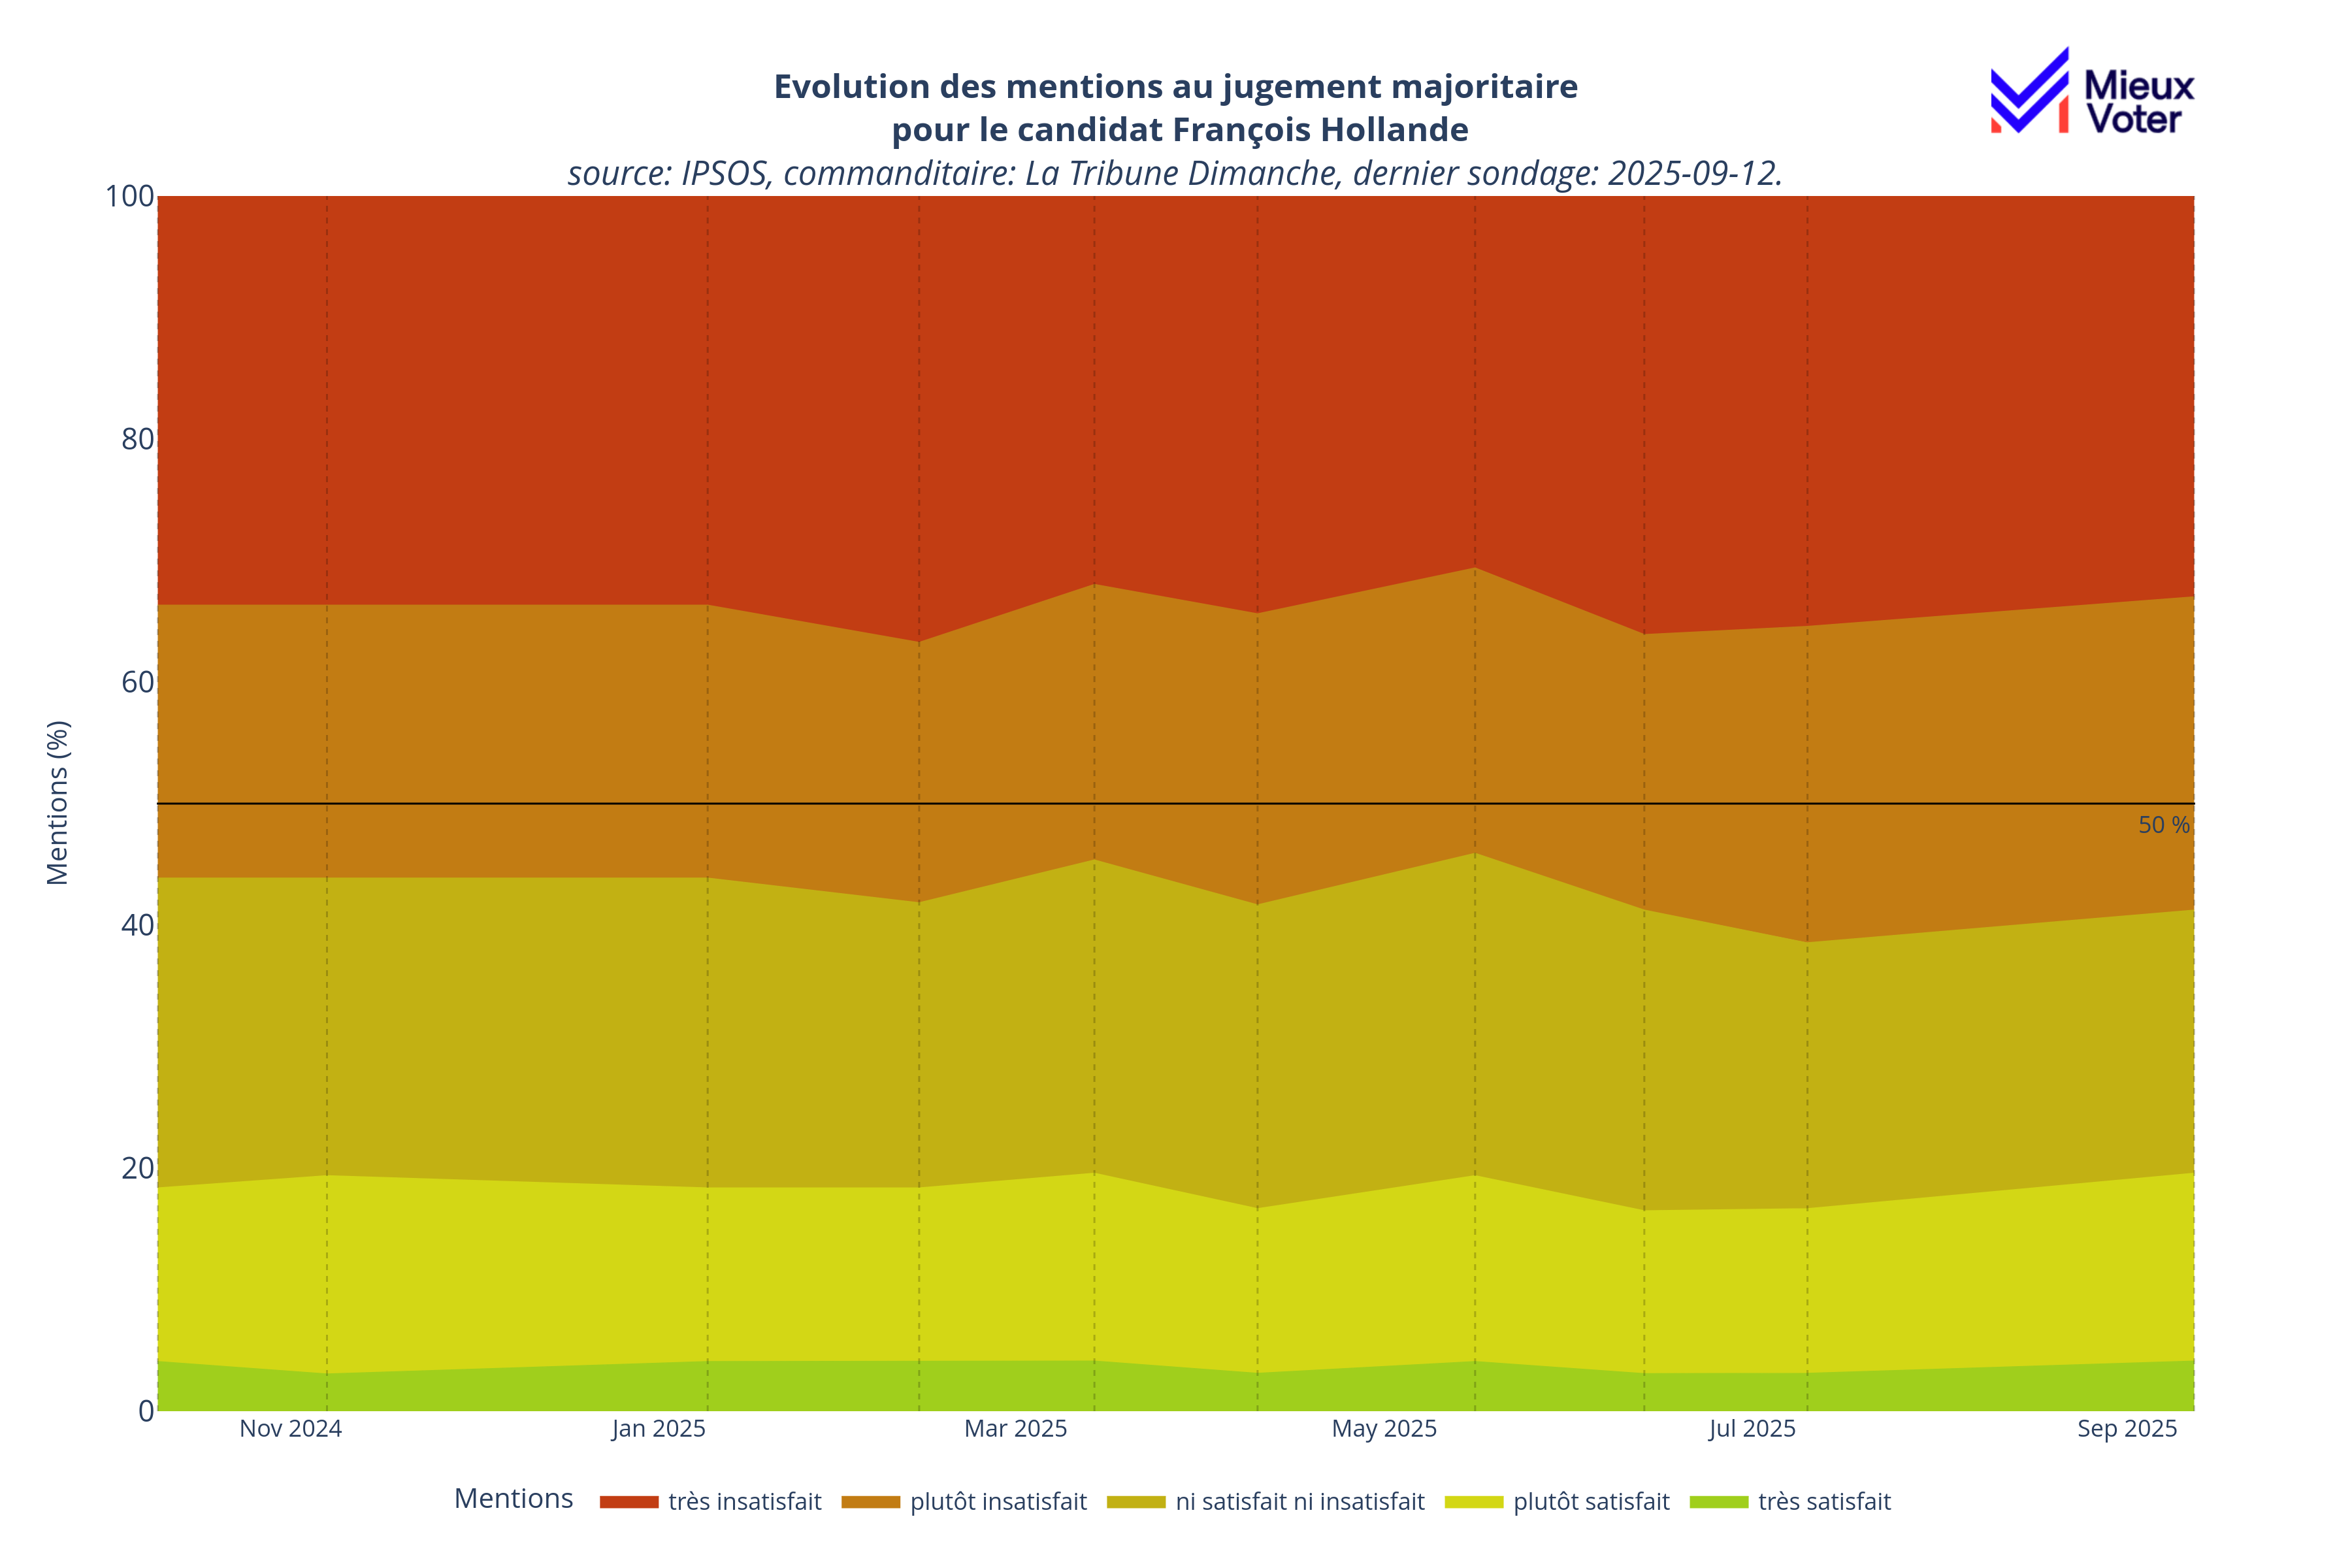 Evolution des mentions au jugement majoritaire
pour le candidat François Hollande
source: IPSOS, commanditaire: La Tribune Dimanche, dernier sondage: 2025-09-12.
Mieux
Voter
100
80
60
40
20
0
Mentions (%)
50 %
Nov 2024
Jan 2025
Mar 2025
May 2025
Jul 2025
Sep 2025
Mentions
très insatisfait
plutôt insatisfait
ni satisfait ni insatisfait
plutôt satisfait
très satisfait